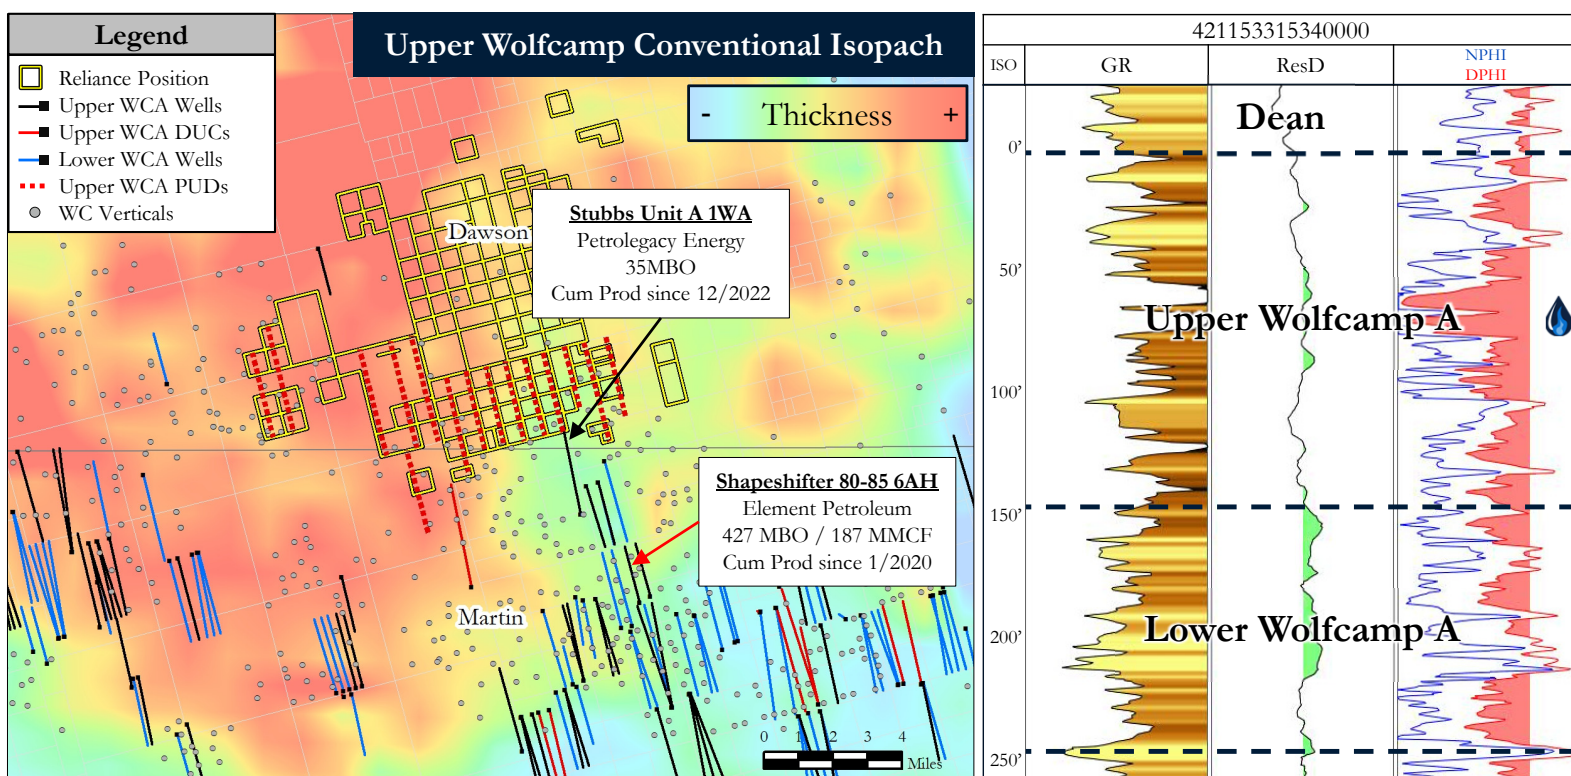 Legend
Reliance Position
Upper WCA Wells
Upper WCA DUCs
Lower WCA Wells
Upper WCA PUDs
WC Verticals
Upper Wolfcamp Conventional Isopach
- Thickness +
Dawson
Stubbs Unit A 1WA
Petrolegacy Energy
35MBO
Cum Prod since 12/2022
Shapeshifter 80-85 6AH
Element Petroleum
427 MBO / 187 MMCF
Cum Prod since 1/2020
Martin
0 1 2 3 4
Miles
421153315340000
ISO GR ResD NPHI
DPHI
Dean
0'
50'
Upper Wolfcamp A
100'
150'
Lower Wolfcamp A
200'
250'